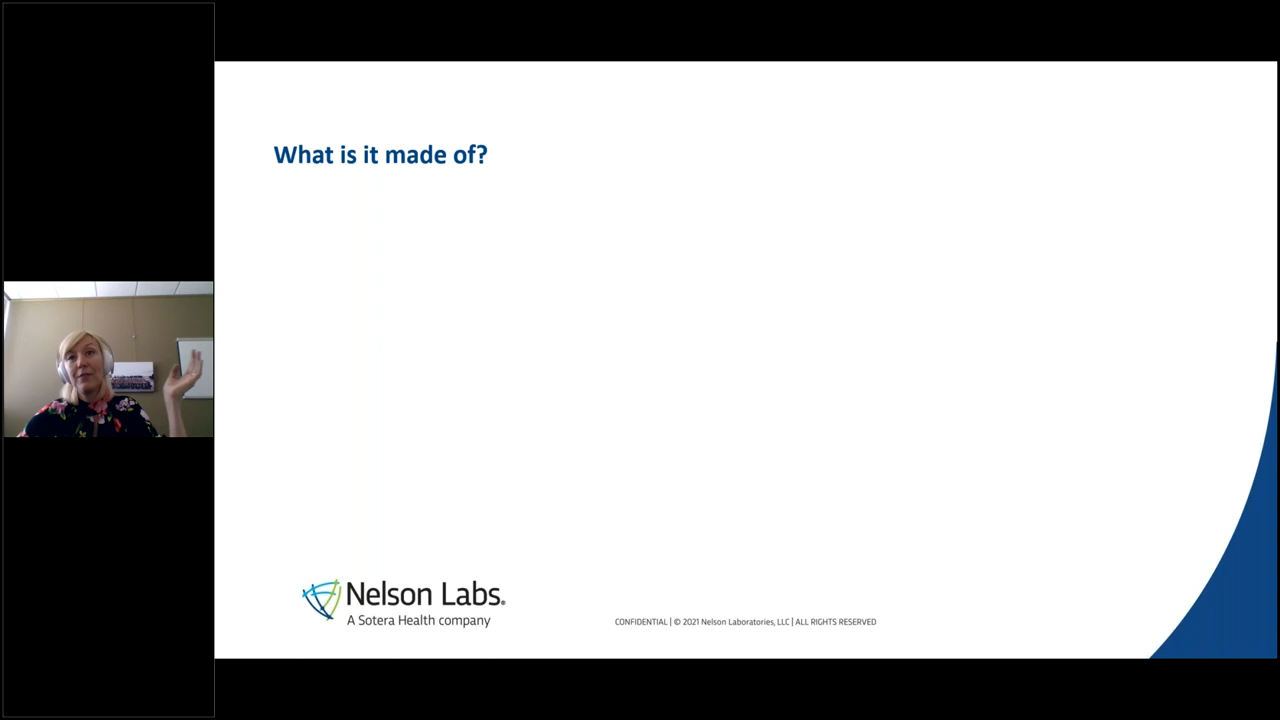 What is it made of?
Nelson Labs®
A Sotera Health company
CONFIDENTIAL | © 2021 Nelson Laboratories, LLC | ALL RIGHTS RESERVED